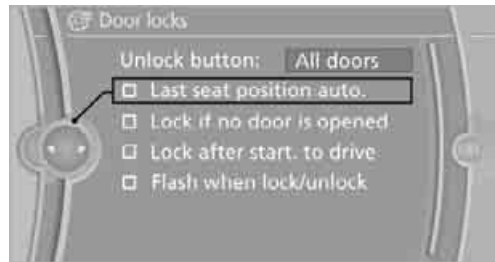 Door locks
Unlock button: All doors
Last seat position auto.
Lock if no door is opened
Lock after start. to drive
Flash when lock/unlock